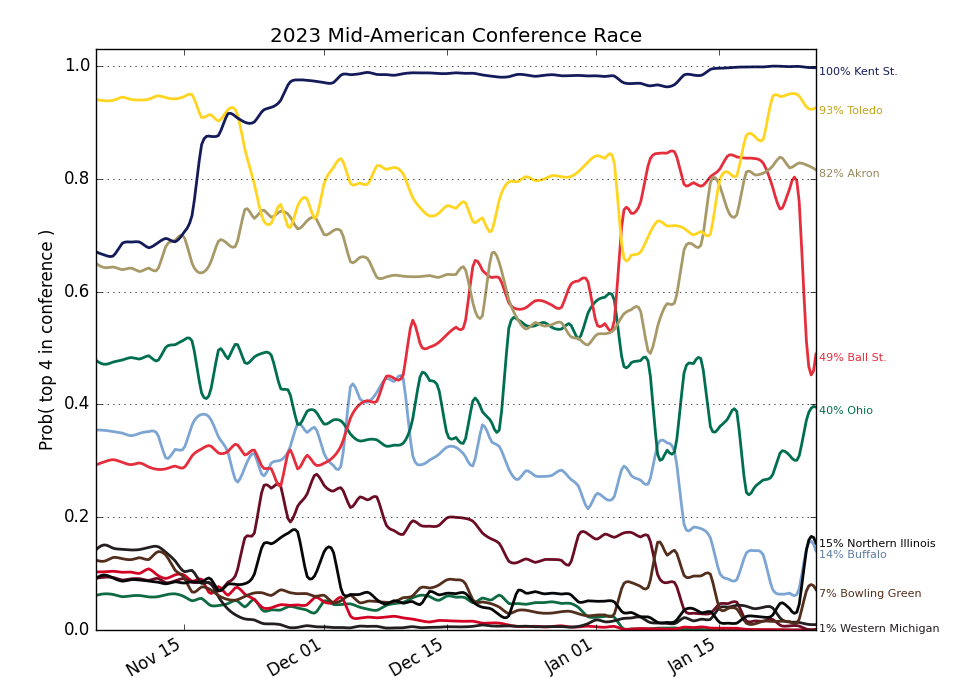 2023 Mid-American Conference Race
Prob( top 4 in conference )
1.0
0.8
0.6
0.4
0.2
0.0
Nov 15
Dec 01
Dec 15
Jan 01
Jan 15
100% Kent St.
93% Toledo
82% Akron
49% Ball St.
40% Ohio
15% Northern Illinois
14% Buffalo
7% Bowling Green
1% Western Michigan